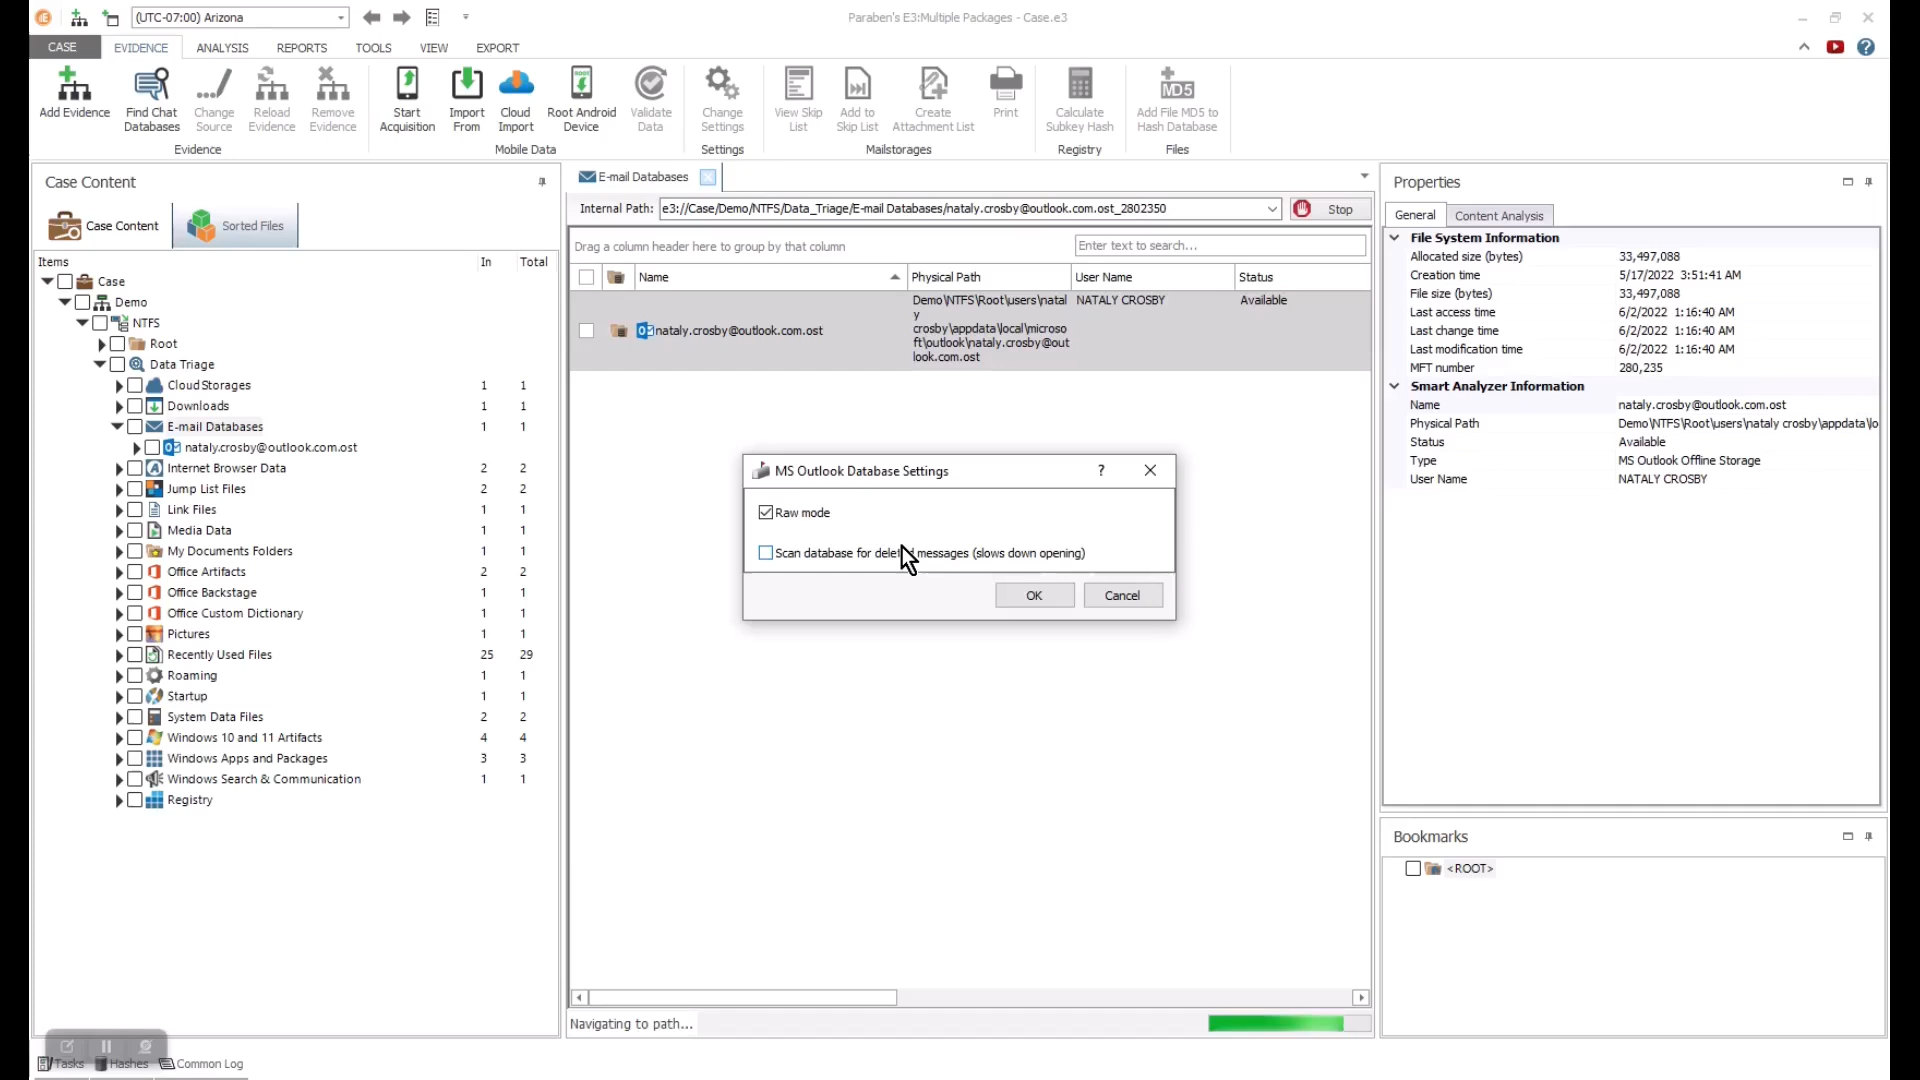 (UTC-07:00) Arizona
Paraben's E3:Multiple Packages - Case.e3
CASE EVIDENCE ANALYSIS REPORTS TOOLS VIEW EXPORT
Add Evidence
Find Chat Databases
Change Source
Reload Evidence
Remove Evidence
Start Acquisition
Import From
Cloud Import
Root Android Device
Validate Data
Change Settings
View Skip List
Add to Skip List
Create Attachment List
Print
Calculate Subkey Hash
MD5
Add File MD5 to Hash Database
Evidence Mobile Data Settings Mailstorages Registry Files
Case Content
Case Content Sorted Files
Items In Total
Case
Demo
NTFS
Root
Data Triage
Cloud Storages 1 1
Downloads 1 1
E-mail Databases 1 1
nataly.crosby@outlook.com.ost
Internet Browser Data 2 2
Jump List Files 2 2
Link Files 1 1
Media Data 1 1
My Documents Folders 1 1
Office Artifacts 2 2
Office Backstage 1 1
Office Custom Dictionary 1 1
Pictures 1 1
Recently Used Files 25 29
Roaming 1 1
Startup 1 1
System Data Files 2 2
Windows 10 and 11 Artifacts 4 4
Windows Apps and Packages 3 3
Windows Search & Communication 1 1
Registry
Tasks Hashes Common Log
E-mail Databases
Internal Path: e3://Case/Demo/NTFS/Data_Triage/E-mail Databases/nataly.crosby@outlook.com.ost_2802350 Stop
Drag a column header here to group by that column Enter text to search...
Name Physical Path User Name Status
nataly.crosby@outlook.com.ost
Demo\NTFS\Root\users\natal
y
crosby\appdata\local\microso
ft\outlook\nataly.crosby@out
look.com.ost
NATALY CROSBY Available
MS Outlook Database Settings ?
Raw mode
Scan database for messages (slows down opening)
OK Cancel
Navigating to path...
Properties
General Content Analysis
File System Information
Allocated size (bytes) 33,497,088
Creation time 5/17/2022 3:51:41 AM
File size (bytes) 33,497,088
Last access time 6/2/2022 1:16:40 AM
Last change time 6/2/2022 1:16:40 AM
Last modification time 6/2/2022 1:16:40 AM
MFT number 280,235
Smart Analyzer Information
Name nataly.crosby@outlook.com.ost
Physical Path Demo\NTFS\Root\users\nataly crosby\appdata\lo
Status Available
Type MS Outlook Offline Storage
User Name NATALY CROSBY
Bookmarks
<ROOT>